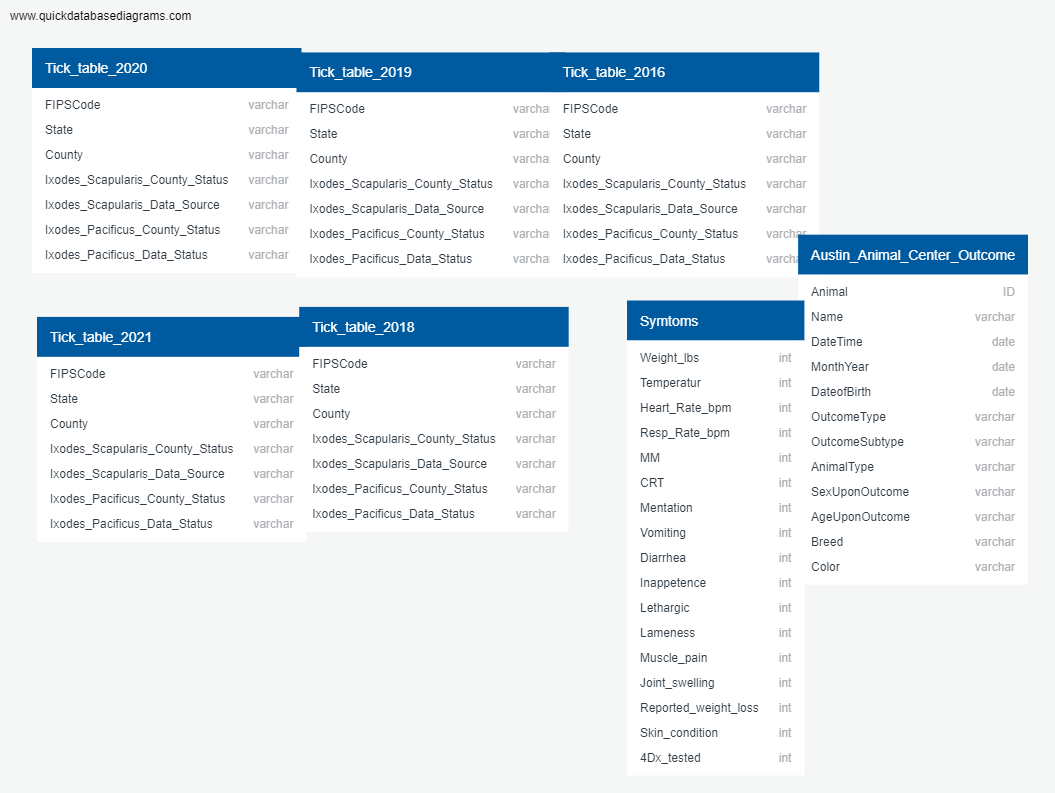 www.quickdatabasediagrams.com
Tick_table_2020
FIPSCode varchar
State varchar
County varchar
Ixodes_Scapularis_County_Status varchar
Ixodes_Scapularis_Data_Source varchar
Ixodes_Pacificus_County_Status varchar
Ixodes_Pacificus_Data_Status varchar
Tick_table_2019
FIPSCode varcha
State varcha
County varcha
Ixodes_Scapularis_County_Status varcha
Ixodes_Scapularis_Data_Source varcha
Ixodes_Pacificus_County_Status varcha
Ixodes_Pacificus_Data_Status varcha
Tick_table_2016
FIPSCode varchar
State varchar
County varchar
Ixodes_Scapularis_County_Status varchar
Ixodes_Scapularis_Data_Source varchar
Ixodes_Pacificus_County_Status varchar
Ixodes_Pacificus_Data_Status varcha
Austin_Animal_Center_Outcome
Animal ID
Name varchar
DateTime date
MonthYear date
DateofBirth date
OutcomeType varchar
OutcomeSubtype varchar
AnimalType varchar
SexUponOutcome varchar
AgeUponOutcome varchar
Breed varchar
Color varchar
Tick_table_2021
FIPSCode varchar
State varchar
County varchar
Ixodes_Scapularis_County_Status varchar
Ixodes_Scapularis_Data_Source varchar
Ixodes_Pacificus_County_Status varchar
Ixodes_Pacificus_Data_Status varchar
Tick_table_2018
FIPSCode varchar
State varchar
County varchar
Ixodes_Scapularis_County_Status varchar
Ixodes_Scapularis_Data_Source varchar
Ixodes_Pacificus_County_Status varchar
Ixodes_Pacificus_Data_Status varchar
Symtoms
Weight_lbs int
Temperatur int
Heart_Rate_bpm int
Resp_Rate_bpm int
MM int
CRT int
Mentation int
Vomiting int
Diarrhea int
Inappetence int
Lethargic int
Lameness int
Muscle_pain int
Joint_swelling int
Reported_weight_loss int
Skin_condition int
4Dx_tested int